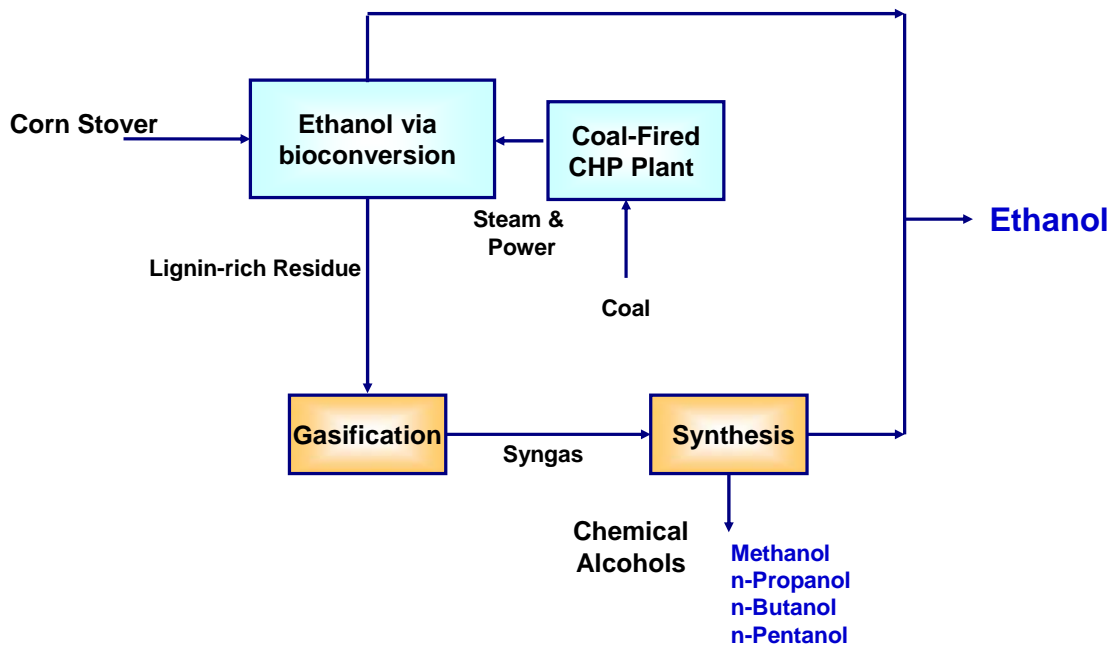 Corn Stover
Ethanol via
bioconversion
Coal-Fired
CHP Plant
Steam &
Power
Ethanol
Lignin-rich Residue
Coal
Gasification
Syngas
Synthesis
Chemical
Alcohols
Methanol
n-Propanol
n-Butanol
n-Pentanol